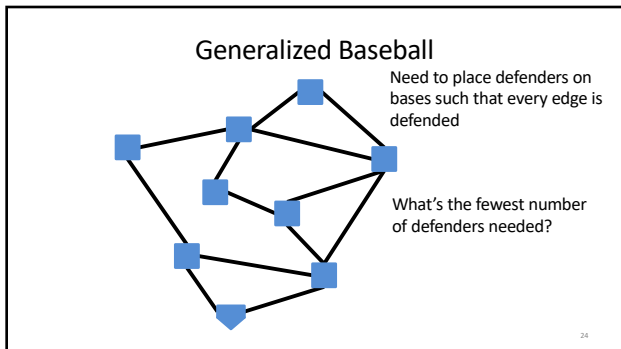 Generalized Baseball
Need to place defenders on
bases such that every edge is
defended
What's the fewest number
of defenders needed?
24